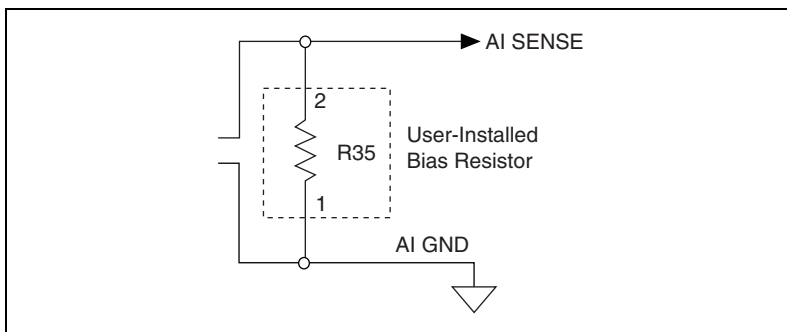 AI SENSE
2
R35
User-Installed
Bias Resistor
1
AI GND